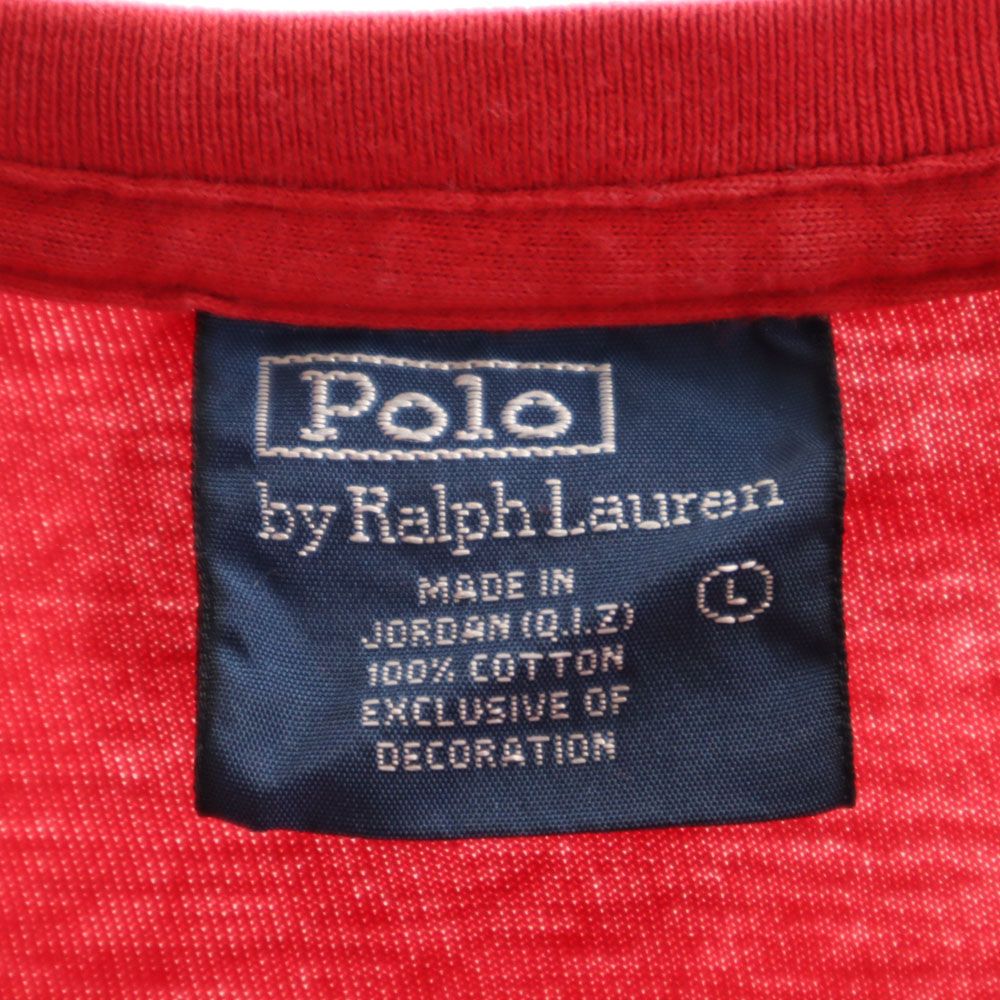 Polo
by Ralph Lauren
MADE IN
JORDAN (Q.I.Z)
100% COTTON
EXCLUSIVE OF
DECORATION
L